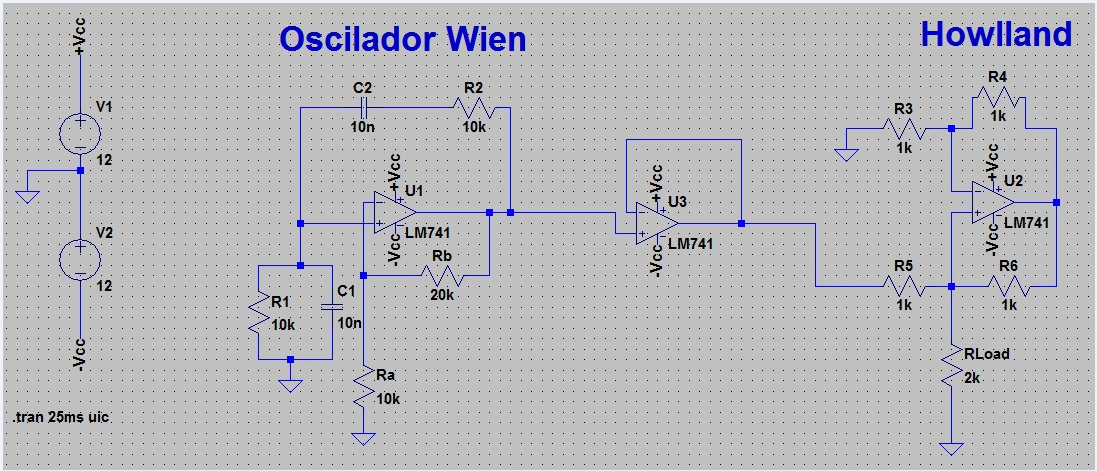 Oscilador Wien
Howlland
+Vcc
V1
12
V2
12
-Vcc
.tran 25ms uic
C2
10n
R2
10k
+Vcc
U1
LM741
-Vcc
Rb
20k
R1
10k
C1
10n
Ra
10k
+Vcc
U3
LM741
-Vcc
R3
1k
R4
1k
+Vcc
U2
LM741
-Vcc
R5
1k
R6
1k
RLoad
2k